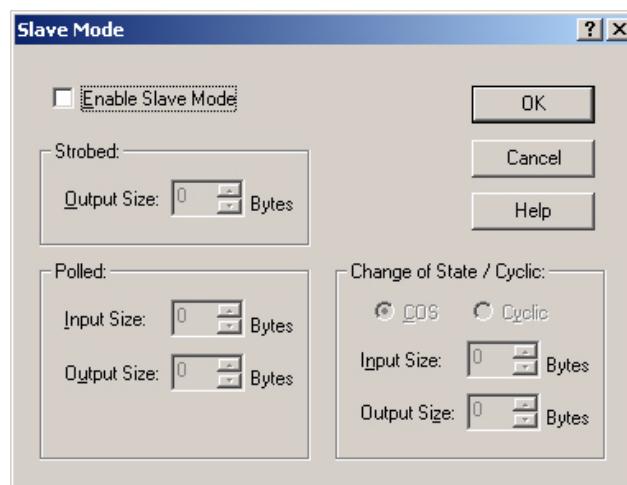 Slave Mode
Enable Slave Mode
OK
Cancel
Help
Strobed:
Output Size: 0 Bytes
Polled:
Input Size: 0 Bytes
Output Size: 0 Bytes
Change of State / Cyclic:
COS Cyclic
Input Size: 0 Bytes
Output Size: 0 Bytes